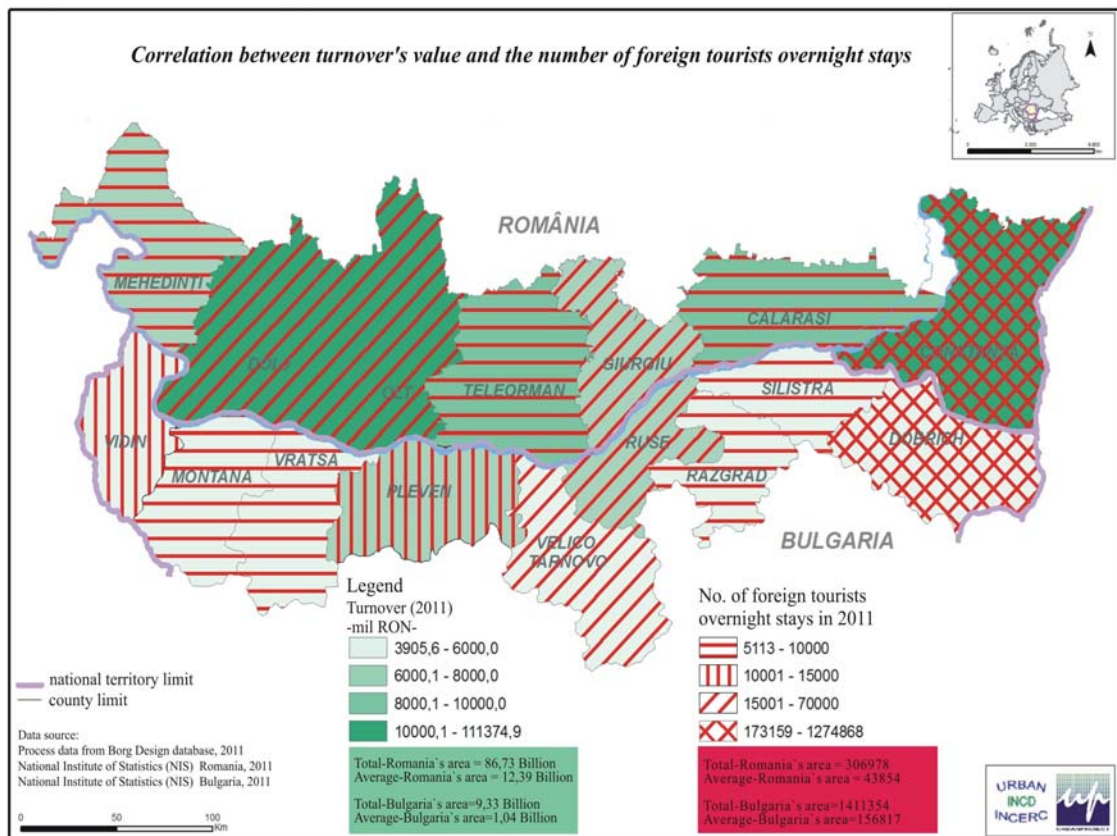 Correlation between turnover's value and the number of foreign tourists overnight stays
N
0
ROMÂNIA
MEHEDINȚI
CALARASI
CONSTANTA
DOLJ
OLT
TELEORMAN
GIURGIU
SILISTRA
VIDIN
VRATSA
RUSE
DOBRICH
MONTANA
PLEVEN
RAZGRAD
BULGARIA
VELICO
TARNOVO
Legend
Turnover (2011)
-mil RON-
3905,6 - 6000,0
6000,1 - 8000,0
8000,1 - 10000,0
10000,1 - 111374,9
No. of foreign tourists
overnight stays in 2011
5113 - 10000
10001 - 15000
15001 - 70000
173159 - 1274868
national territory limit
county limit
Data source:
Process data from Borg Design database, 2011
National Institute of Statistics (NIS) Romania, 2011
National Institute of Statistics (NIS) Bulgaria, 2011
0 50 100
Km
Total-Romania`s area = 86,73 Billion
Average-Romania`s area = 12,39 Billion
Total-Bulgaria`s area=9,33 Billion
Average-Bulgaria`s area=1,04 Billion
Total-Romania`s area = 306978
Average-Romania`s area = 43854
Total-Bulgaria`s area=1411354
Average-Bulgaria`s area=156817
URBAN
INCD
INCERC
up
URBANPROIECT